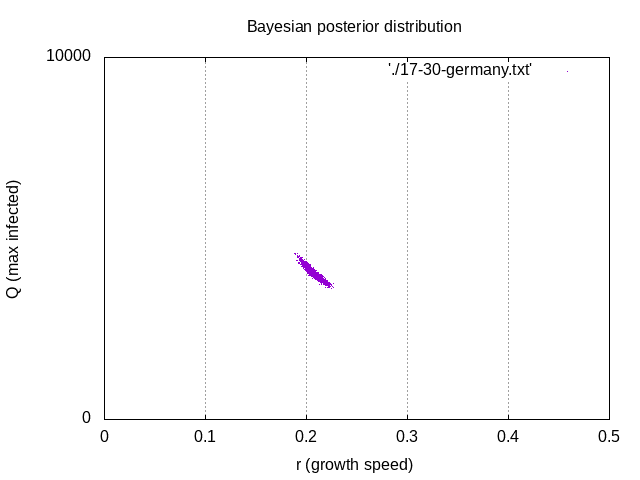 Bayesian posterior distribution
10000
'./17-30-germany.txt'
Q (max infected)
0
0 0.1 0.2 0.3 0.4 0.5
r (growth speed)